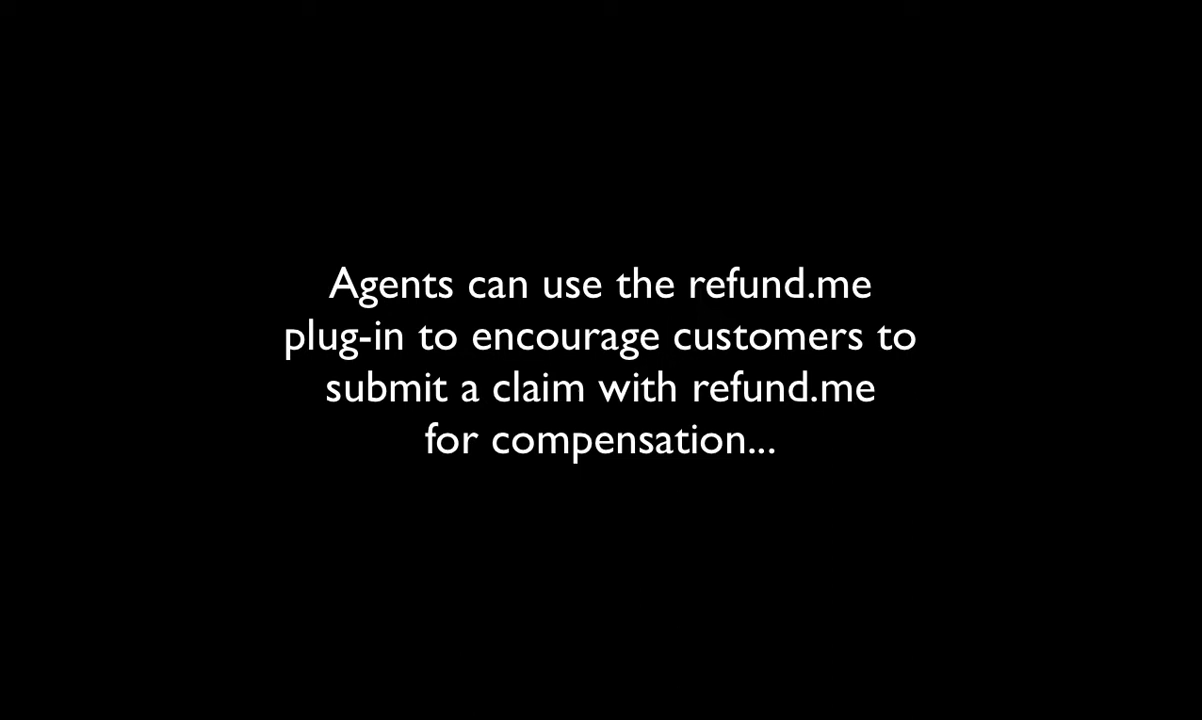 Agents can use the refund.me
plug-in to encourage customers to
submit a claim with refund.me
for compensation...